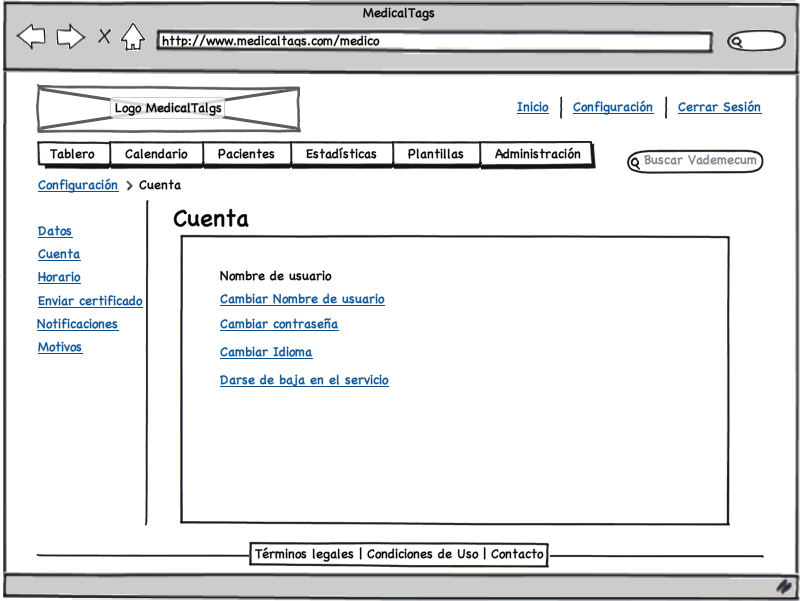 MedicalTags
http://www.medicaltags.com/medico
Logo MedicalTalgs
Inicio | Configuración | Cerrar Sesión
Tablero Calendario Pacientes Estadísticas Plantillas Administración
Buscar Vademecum
Configuración > Cuenta
Datos
Cuenta
Horario
Enviar certificado
Notificaciones
Motivos
Cuenta
Nombre de usuario
Cambiar Nombre de usuario
Cambiar contraseña
Cambiar Idioma
Darse de baja en el servicio
Términos legales | Condiciones de Uso | Contacto